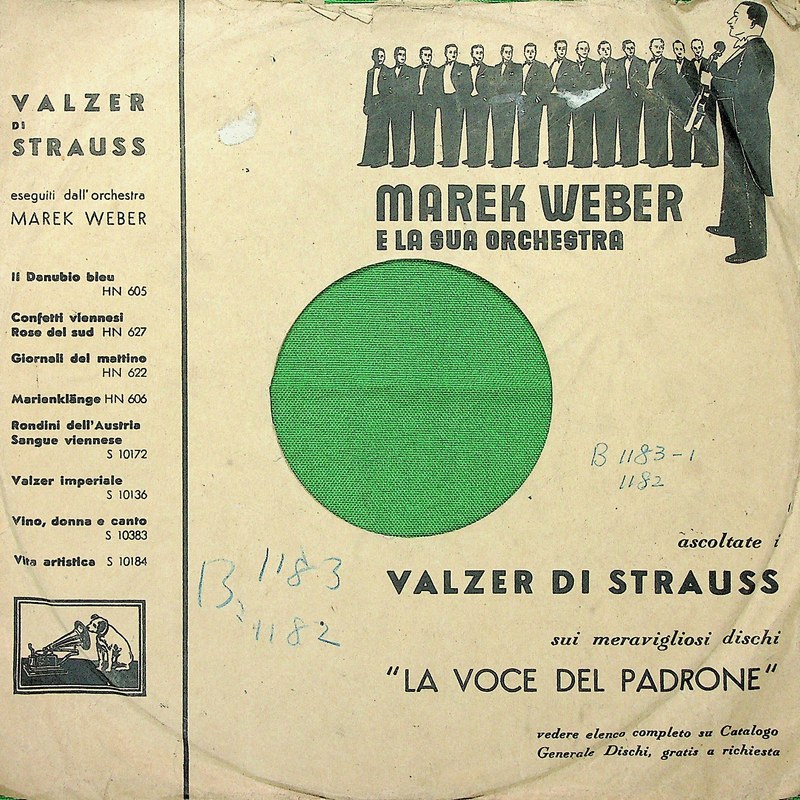 VALZER
DI
STRAUSS
eseguiti dall'orchestra
MAREK WEBER
Il Danubio bleu
HN 605
Confetti viennesi
Rose del sud HN 627
Giornali del mattino
HN 622
Marienklänge HN 606
Rondini dell'Austria
Sangue viennese
S 10172
Valzer imperiale
S 10136
Vino, donna e canto
S 10383
Vita artistica S 10184
MAREK WEBER
E LA SUA ORCHESTRA
B 1183-1
1182
B 1183
1182
ascoltate i
VALZER DI STRAUSS
sui meravigliosi dischi
"LA VOCE DEL PADRONE"
vedere elenco completo su Catalogo
Generale Dischi, gratis a richiesta